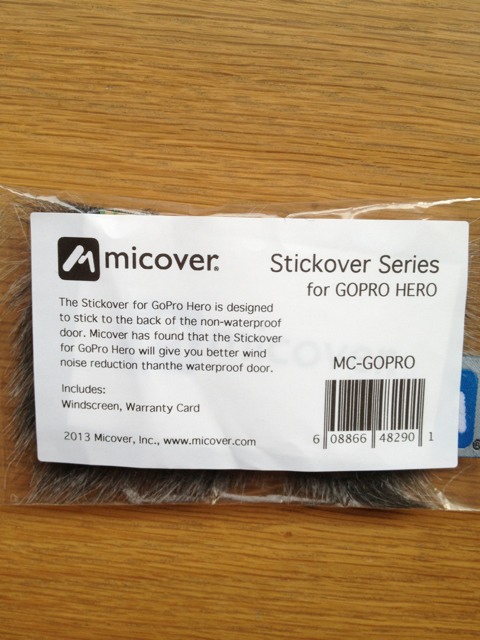 micover®
Stickover Series
for GOPRO HERO
The Stickover for GoPro Hero is designed
to stick to the back of the non-waterproof
door. Micover has found that the Stickover
for GoPro Hero will give you better wind
noise reduction thanthe waterproof door.
Includes:
Windscreen, Warranty Card
2013 Micover, Inc., www.micover.com
MC-GOPRO
6 08866 48290 1